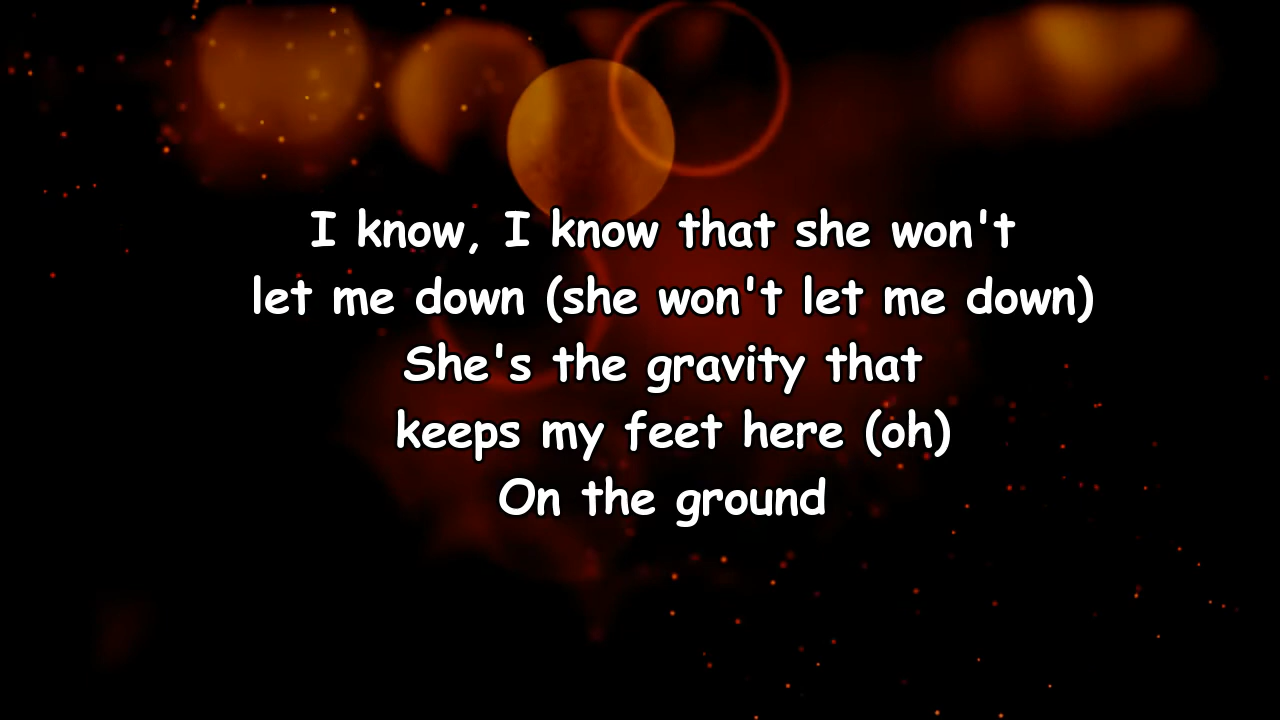 I know, I know that she won't
let me down (she won't let me down)
She's the gravity that
keeps my feet here (oh)
On the ground